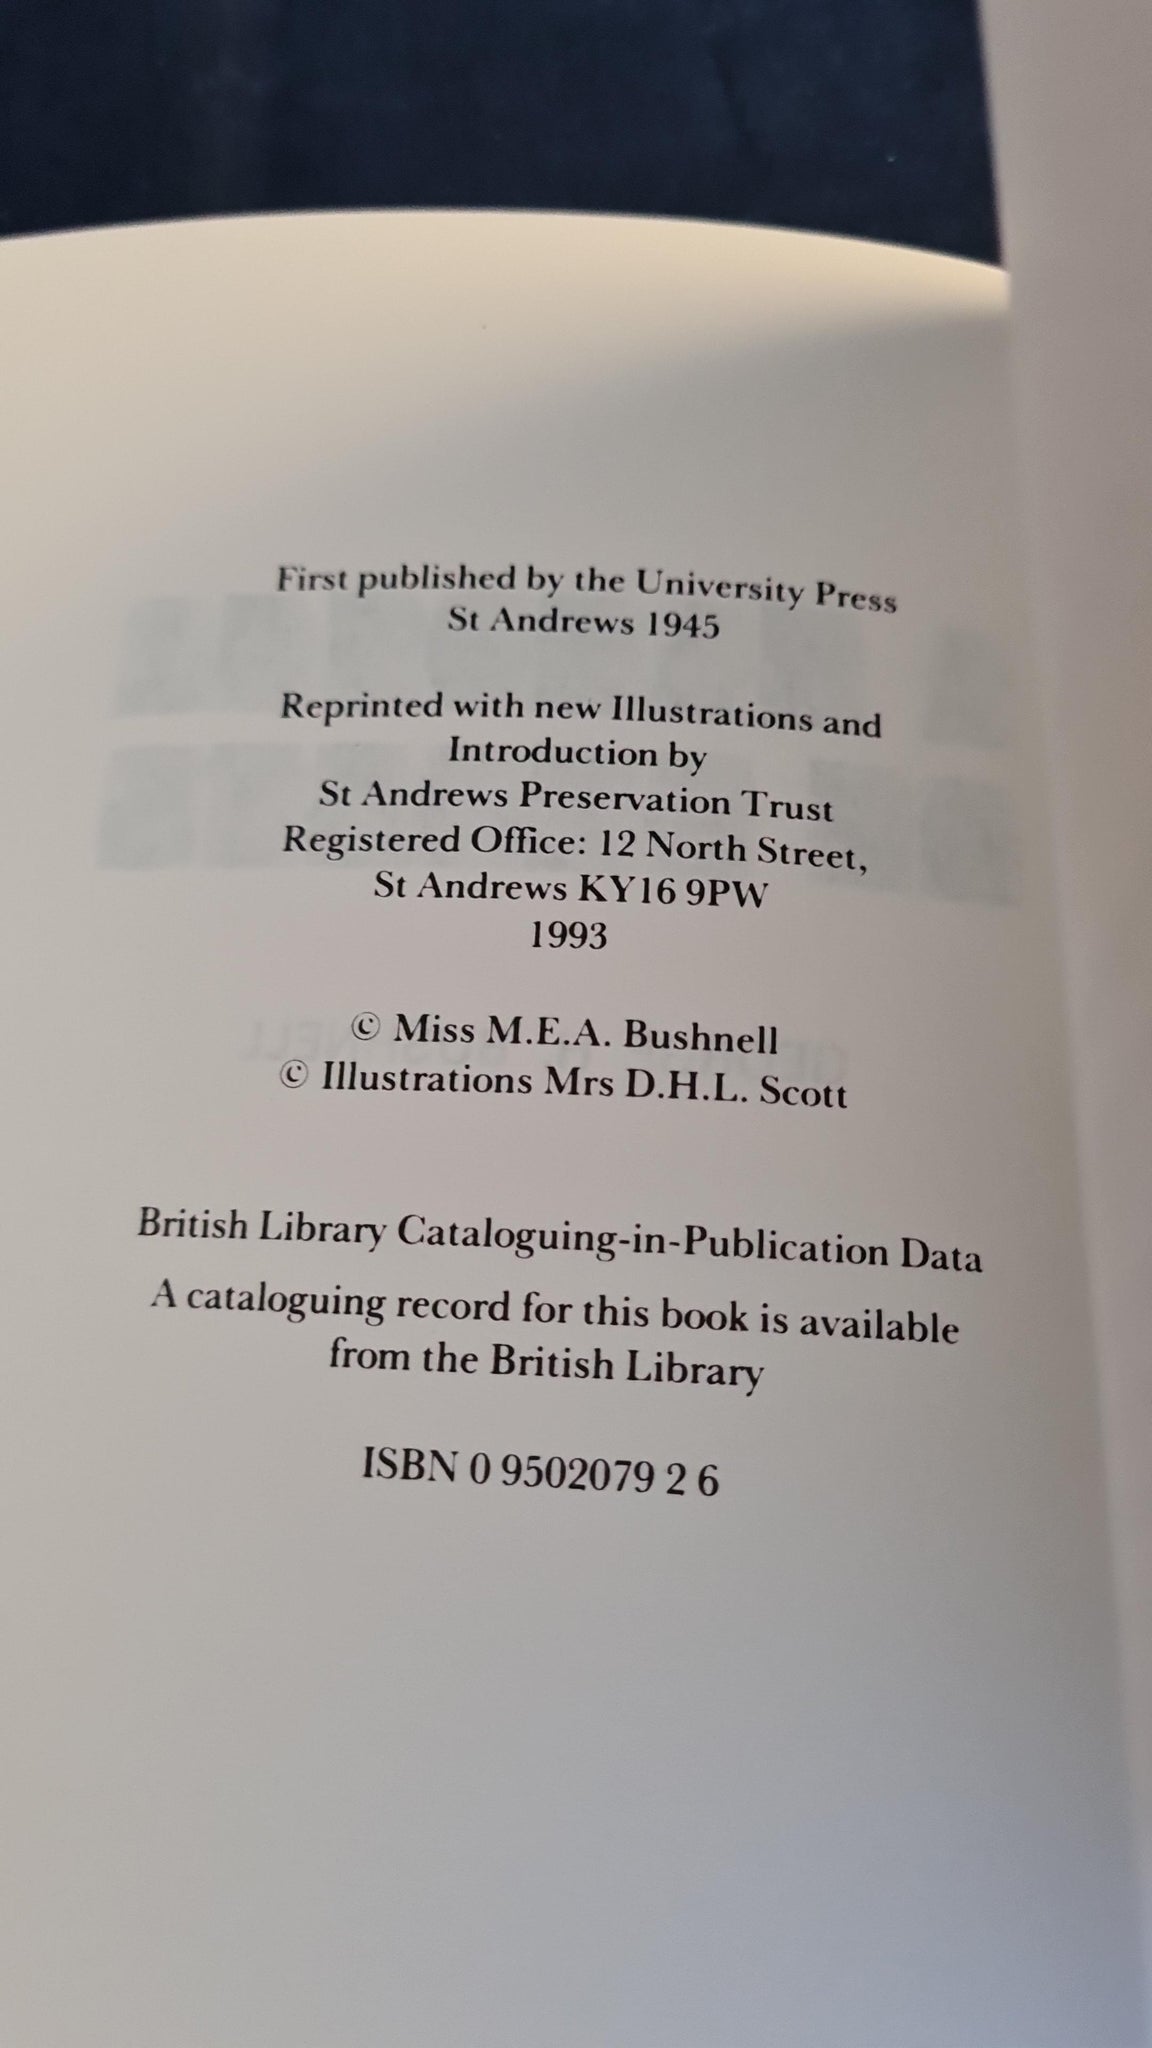 First published by the University Press
St Andrews 1945
Reprinted with new Illustrations and
Introduction by
St Andrews Preservation Trust
Registered Office: 12 North Street,
St Andrews KY16 9PW
1993
© Miss M.E.A. Bushnell
© Illustrations Mrs D.H.L. Scott
British Library Cataloguing-in-Publication Data
A cataloguing record for this book is available
from the British Library
ISBN 0 9502079 2 6